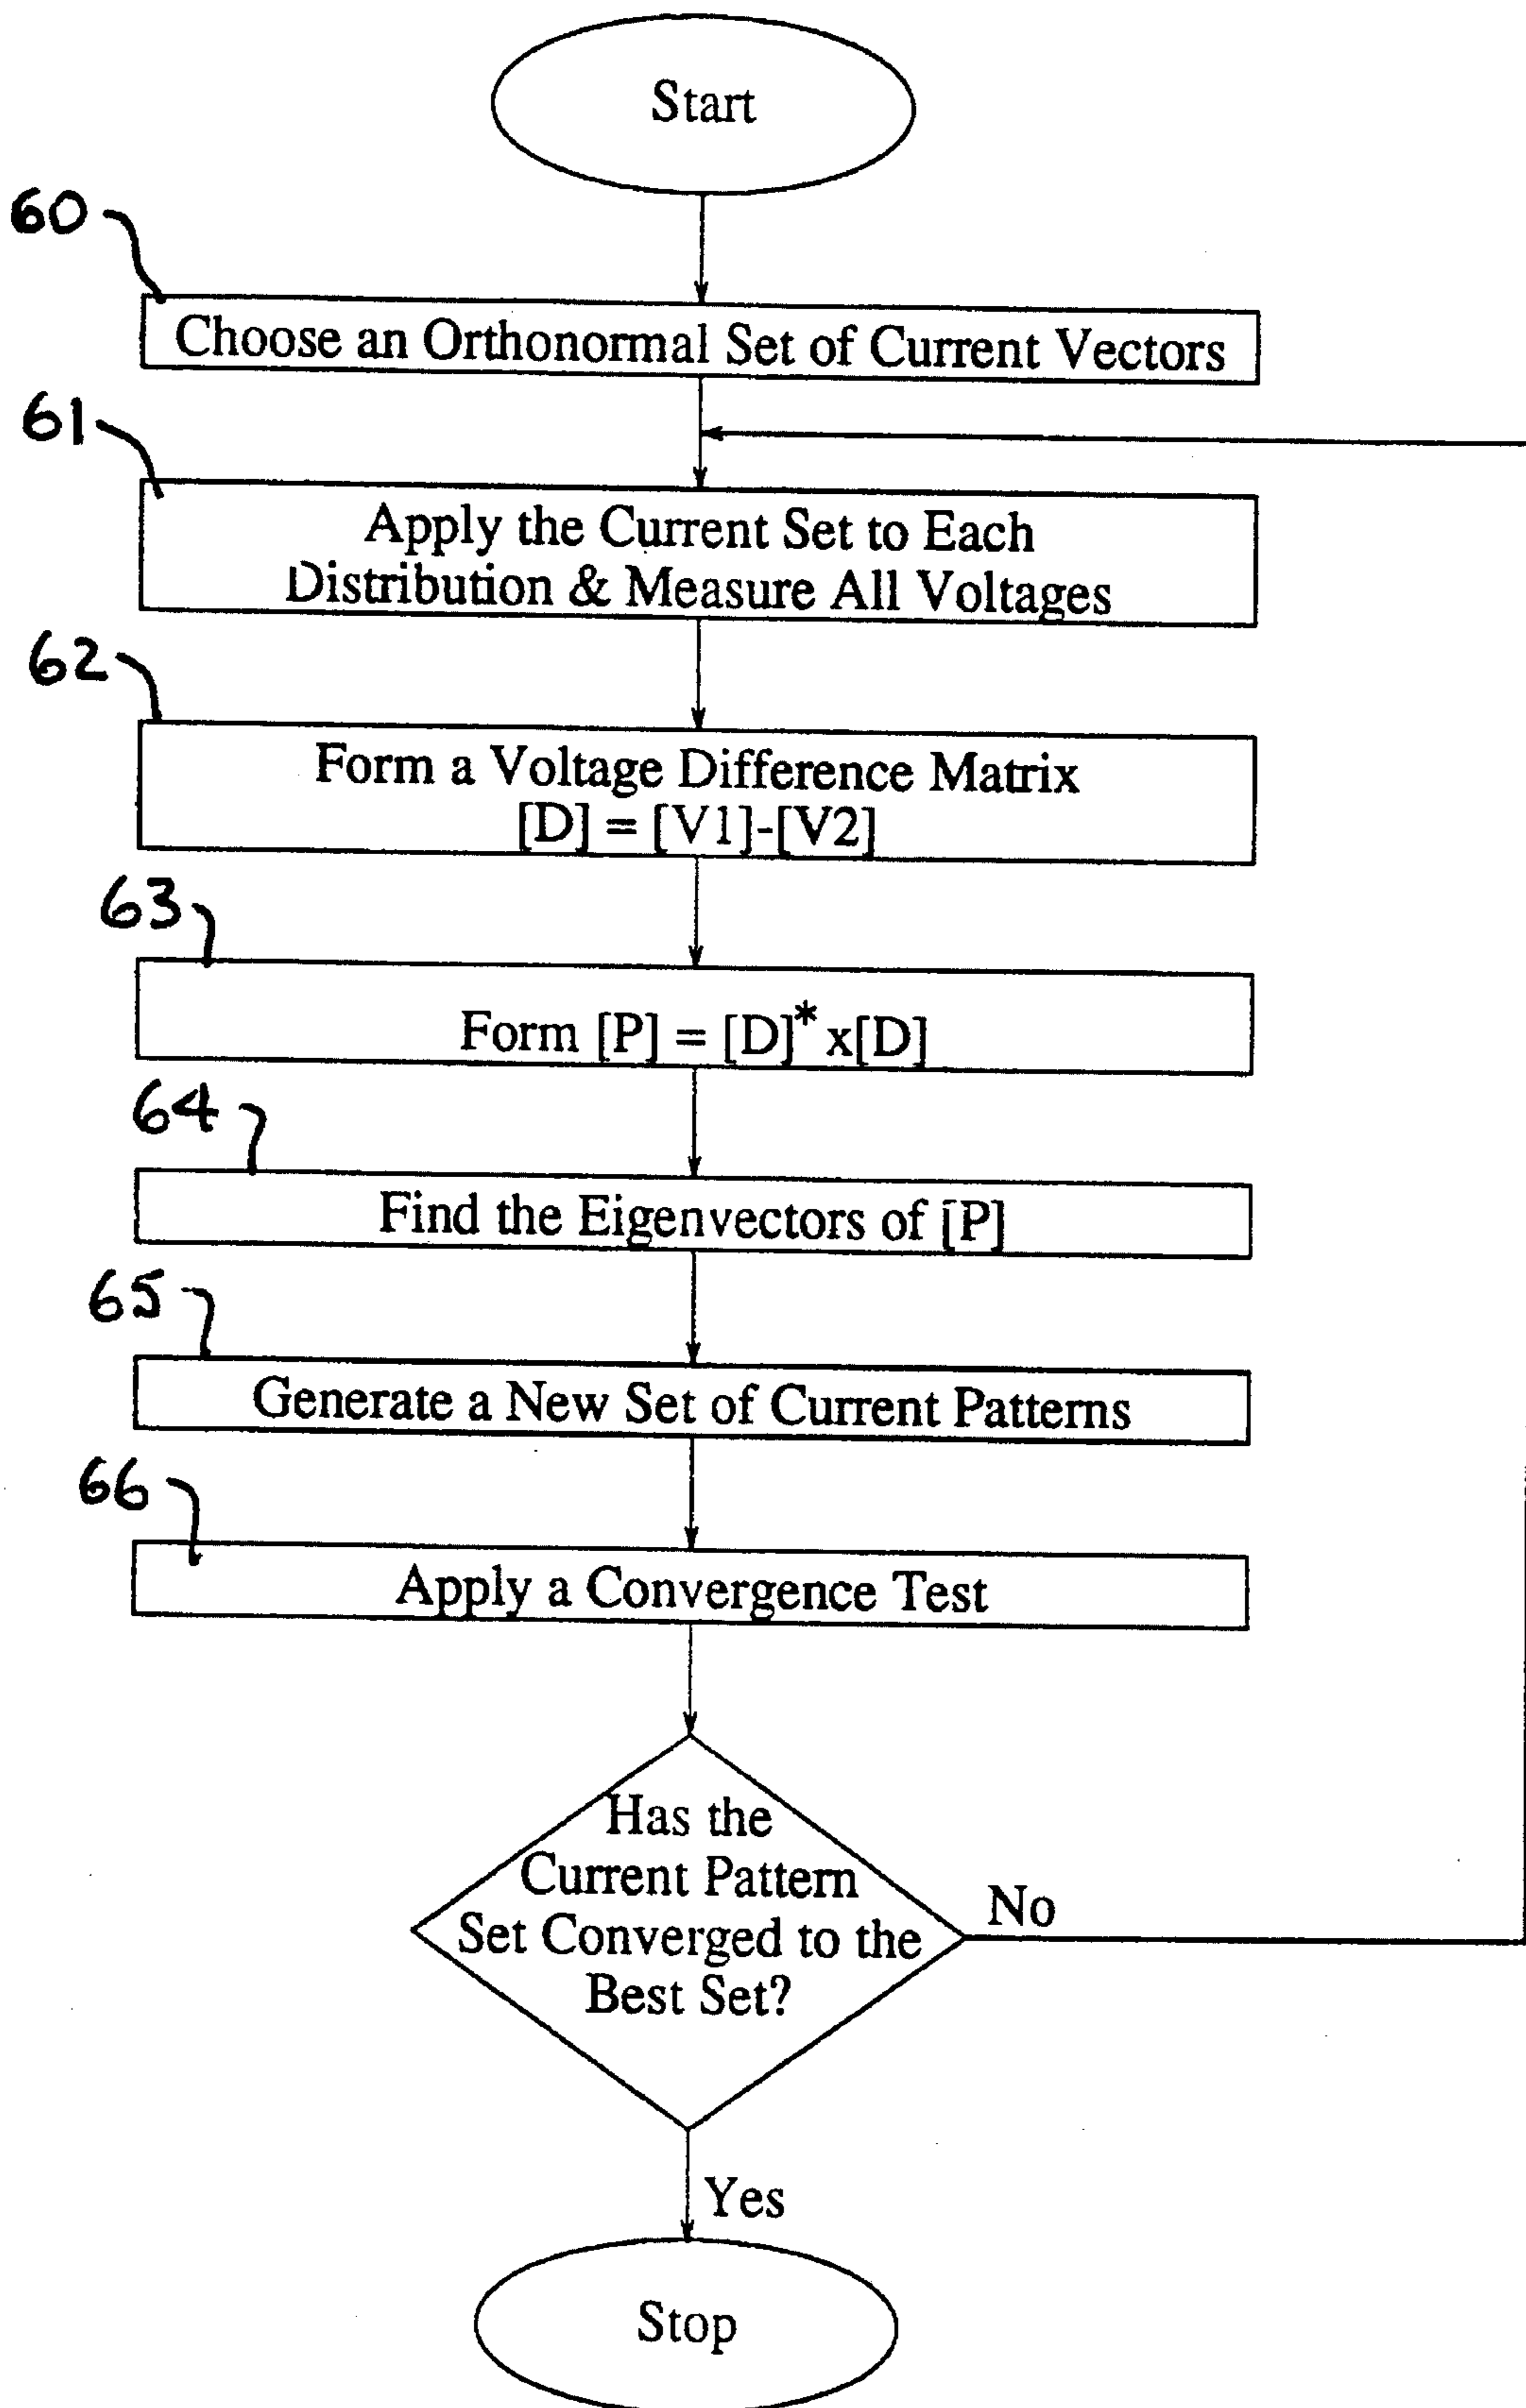 Start
60
Choose an Orthonormal Set of Current Vectors
61
Apply the Current Set to Each
Distribution & Measure All Voltages
62
Form a Voltage Difference Matrix
[D] = [V1]-[V2]
63
Form [P] = [D]* x[D]
64
Find the Eigenvectors of [P]
65
Generate a New Set of Current Patterns
66
Apply a Convergence Test
Has the
Current Pattern
Set Converged to the
Best Set?
No
Yes
Stop